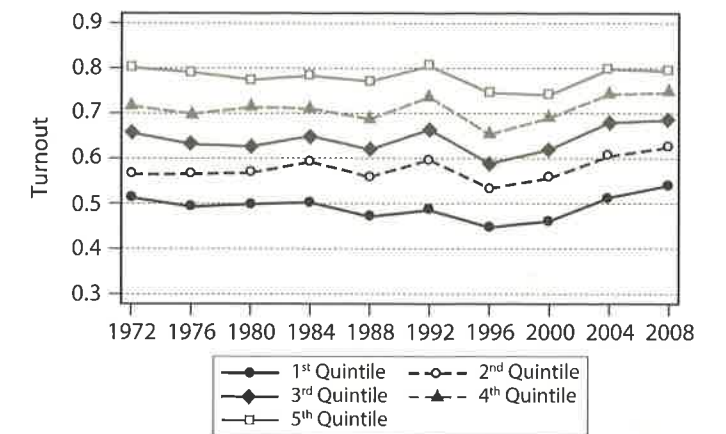 0.9
0.8
0.7
0.6
0.5
0.4
0.3
Turnout
1972 1976 1980 1984 1988 1992 1996 2000 2004 2008
1st Quintile 2nd Quintile
3rd Quintile 4th Quintile
5th Quintile